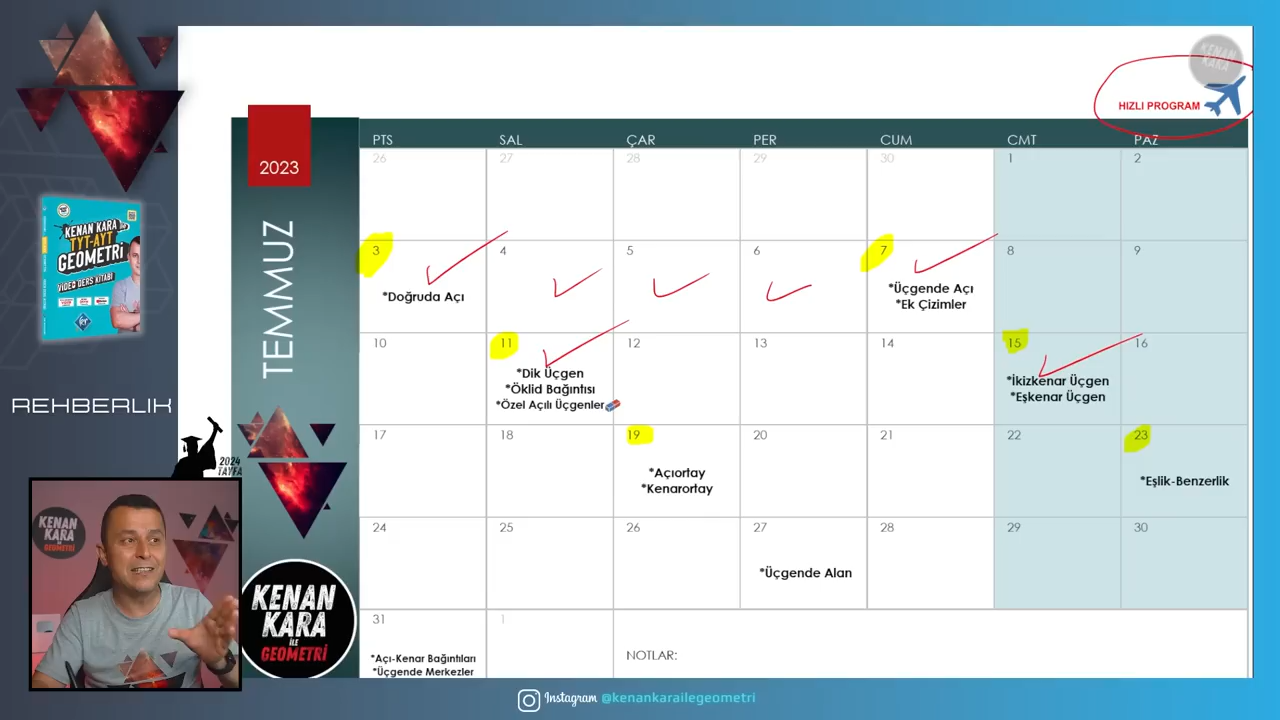 KENAN
KARA
HIZLI PROGRAM
2023
TEMMUZ
PTS SAL ÇAR PER CUM CMT PAZ
26 27 28 29 30 1 2
3 4 5 6 7 8 9
*Doğruda Açı
*Üçgende Açı
*Ek Çizimler
10 11 12 13 14 15 16
*Dik Üçgen
*Öklid Bağıntısı
*Özel Açılı Üçgenler
*İkizkenar Üçgen
*Eşkenar Üçgen
17 18 19 20 21 22 23
*Açıortay
*Kenarortay
*Eşlik-Benzerlik
24 25 26 27 28 29 30
*Üçgende Alan
31 1
*Açı-Kenar Bağıntıları
*Üçgende Merkezler
NOTLAR:
KENAN KARA
TYT-AYT
GEOMETRİ
VİDEO DERS KİTABI
REHBERLIK
2024
TAYFA
KENAN
KARA
İLE
GEOMETRİ
KENAN
KARA
İLE
GEOMETRİ
Instagram @kenankarailegeometri